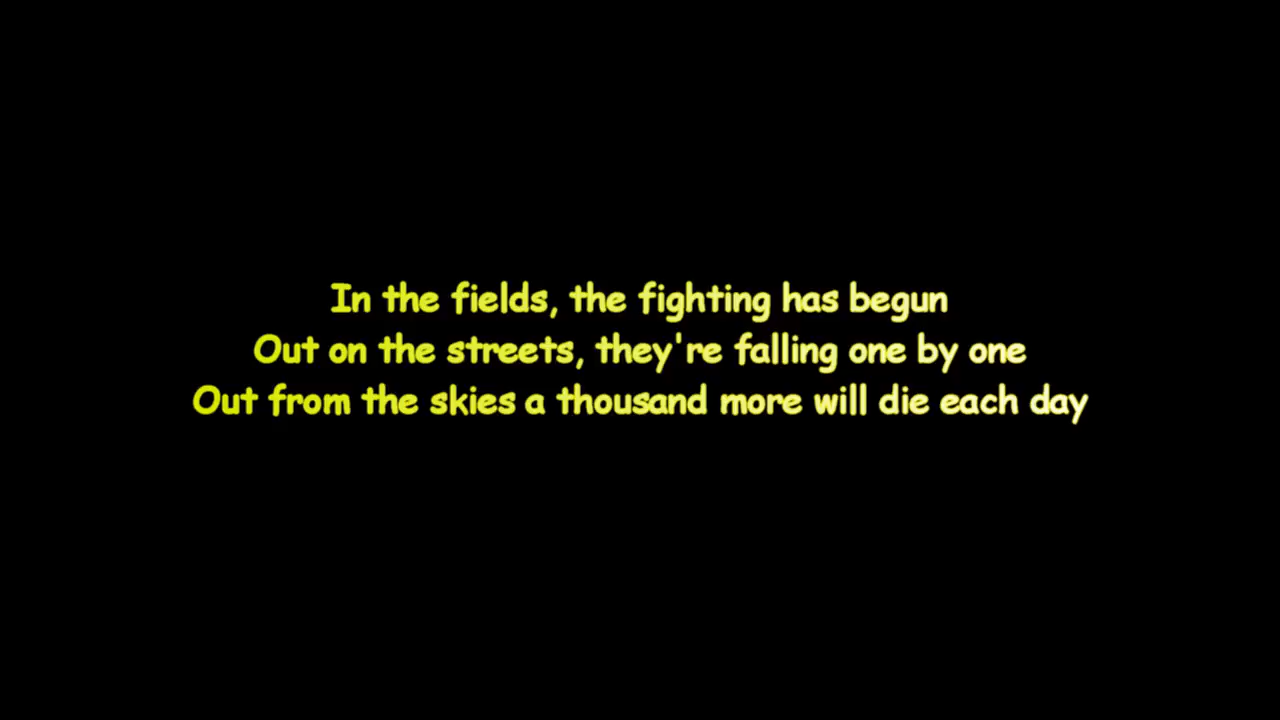 In the fields, the fighting has begun
Out on the streets, they're falling one by one
Out from the skies a thousand more will die each day